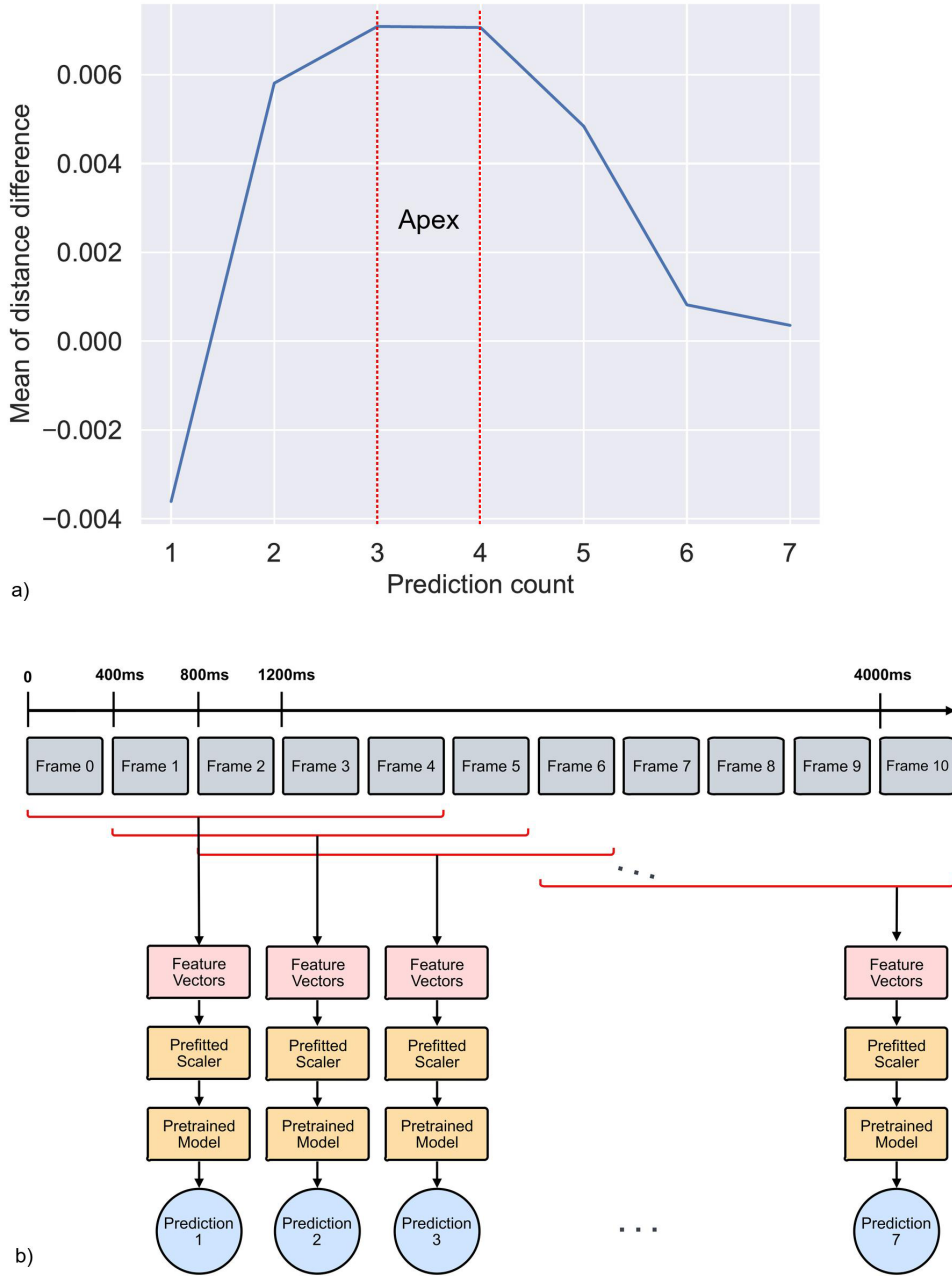 Mean of distance difference
0.006
0.004
0.002
0.000
−0.002
−0.004
Apex
1 2 3 4 5 6 7
Prediction count
a)
0 400ms 800ms 1200ms 4000ms
Frame 0 Frame 1 Frame 2 Frame 3 Frame 4 Frame 5 Frame 6 Frame 7 Frame 8 Frame 9 Frame 10
. . .
Feature Vectors Feature Vectors Feature Vectors Feature Vectors
Prefitted Scaler Prefitted Scaler Prefitted Scaler Prefitted Scaler
Pretrained Model Pretrained Model Pretrained Model Pretrained Model
Prediction 1 Prediction 2 Prediction 3 . . . Prediction 7
b)